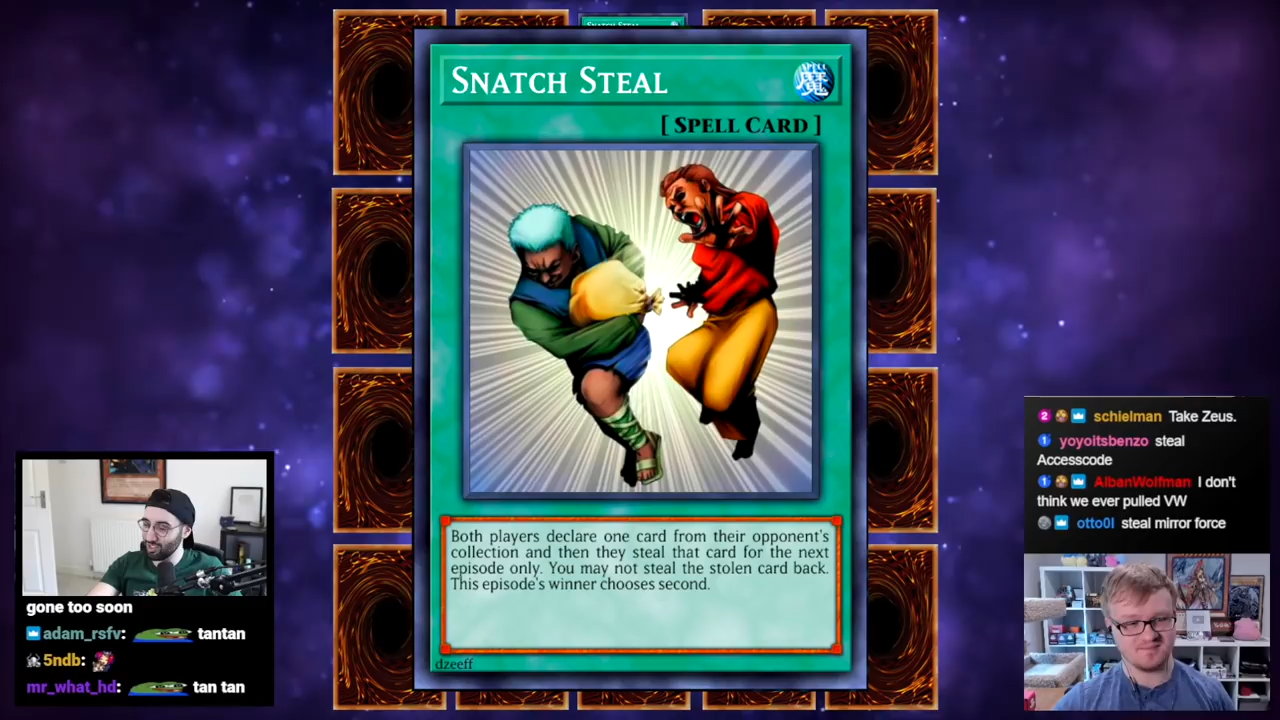 SNATCH STEAL
SNATCH STEAL
[ SPELL CARD ]
Both players declare one card from their opponent's
collection and then they steal that card for the next
episode only. You may not steal the stolen card back.
This episode's winner chooses second.
dzeeff
gone too soon
adam_rsfv: tantan
5ndb:
mr_what_hd: tan tan
2 schielman Take Zeus.
1 yoyoitsbenzo steal
Accesscode
1 AlbanWolfman I don't
think we ever pulled VW
otto0l steal mirror force